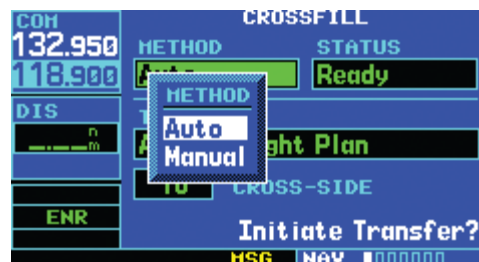 COM
132.950
118.900
DIS
_ _._ nm
ENR
CROSSFILL
METHOD
STATUS
Ready
METHOD
Auto
Manual
ght Plan
CROSS-SIDE
Initiate Transfer?
MSG
NAV